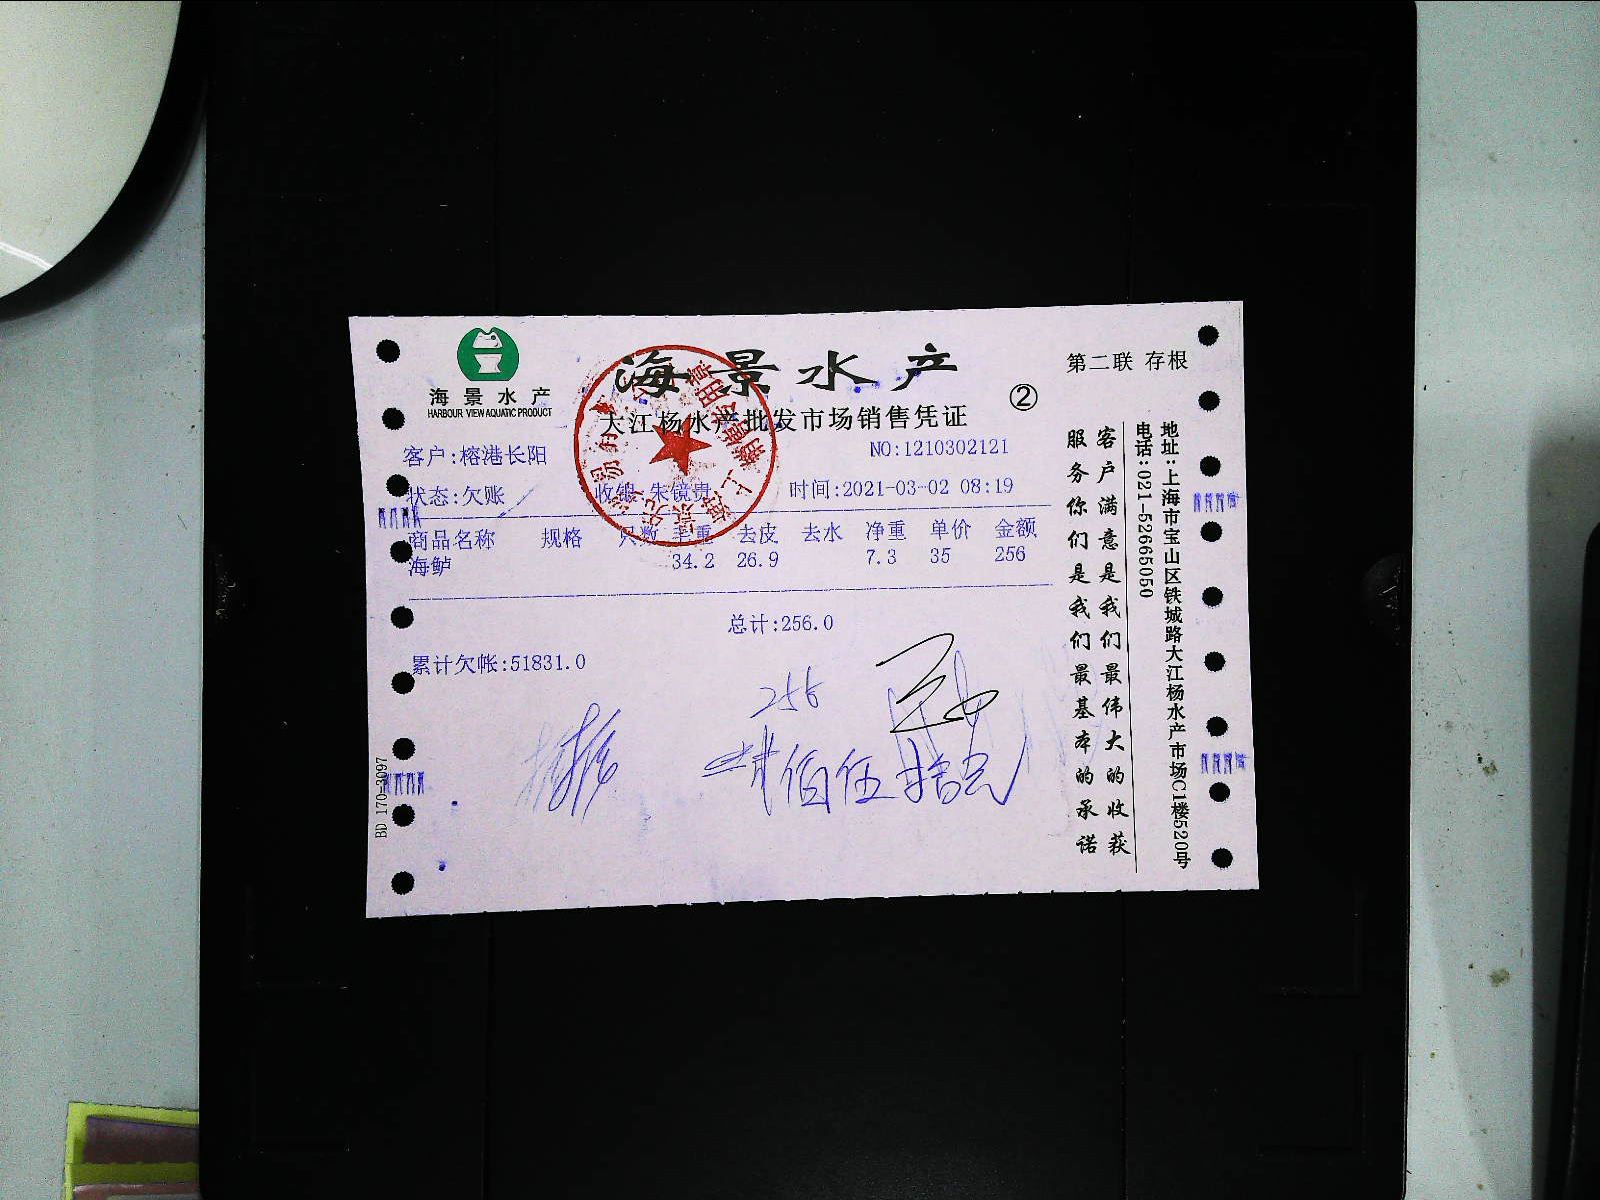 海景水产
HARBOUR VIEW AQUATIC PRODUCT
海景水产
大江杨水产批发市场销售凭证
②
第二联 存根
客户:榕港长阳
NO:1210302121
状态:欠账
收银:朱镜贵
时间:2021-03-02 08:19
商品名称 规格 只数 毛重 去皮 去水 净重 单价 金额
海鲈 34.2 26.9 7.3 35 256
总计:256.0
累计欠帐:51831.0
256
佰伍拾
BD 170-3097
客户满意是我们最伟大的收获
服务你们是我们最基本的承诺
地址:上海市宝山区铁城路大江杨水产市场C1楼520号
电话:021-52665050